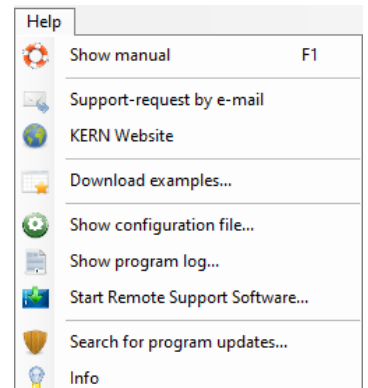 Help
Show manual F1
Support-request by e-mail
KERN Website
Download examples...
Show configuration file...
Show program log...
Start Remote Support Software...
Search for program updates...
Info